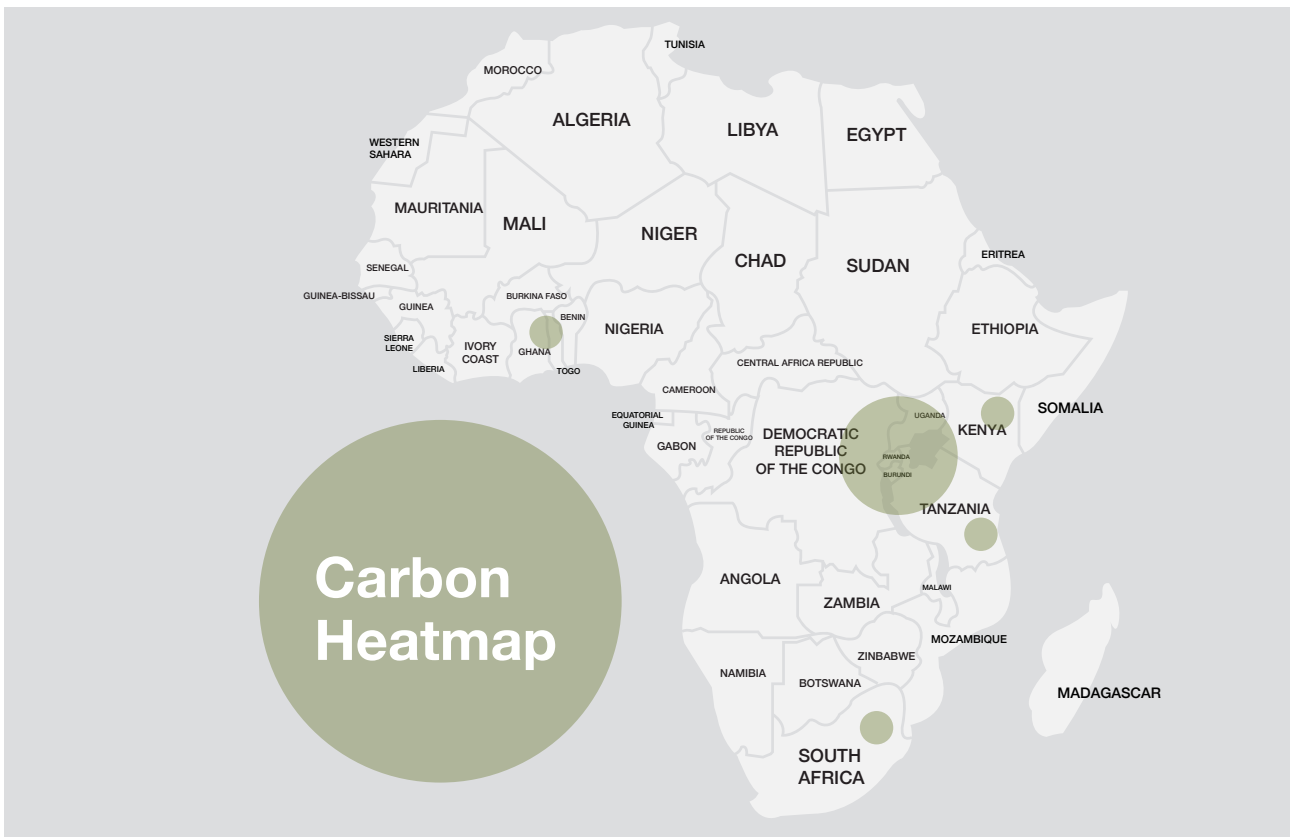 TUNISIA
MOROCCO
ALGERIA
LIBYA
EGYPT
WESTERN
SAHARA
MAURITANIA
MALI
NIGER
CHAD
SUDAN
ERITREA
SENEGAL
GUINEA-BISSAU
GUINEA
BURKINA FASO
BENIN
NIGERIA
ETHIOPIA
SIERRA
LEONE
IVORY
COAST
GHANA
LIBERIA
TOGO
CENTRAL AFRICA REPUBLIC
CAMEROON
EQUATORIAL
GUINEA
GABON
REPUBLIC
OF THE CONGO
DEMOCRATIC
REPUBLIC
OF THE CONGO
UGANDA
KENYA
SOMALIA
RWANDA
BURUNDI
TANZANIA
Carbon
Heatmap
ANGOLA
ZAMBIA
MALAWI
MOZAMBIQUE
ZINBABWE
NAMIBIA
BOTSWANA
MADAGASCAR
SOUTH
AFRICA